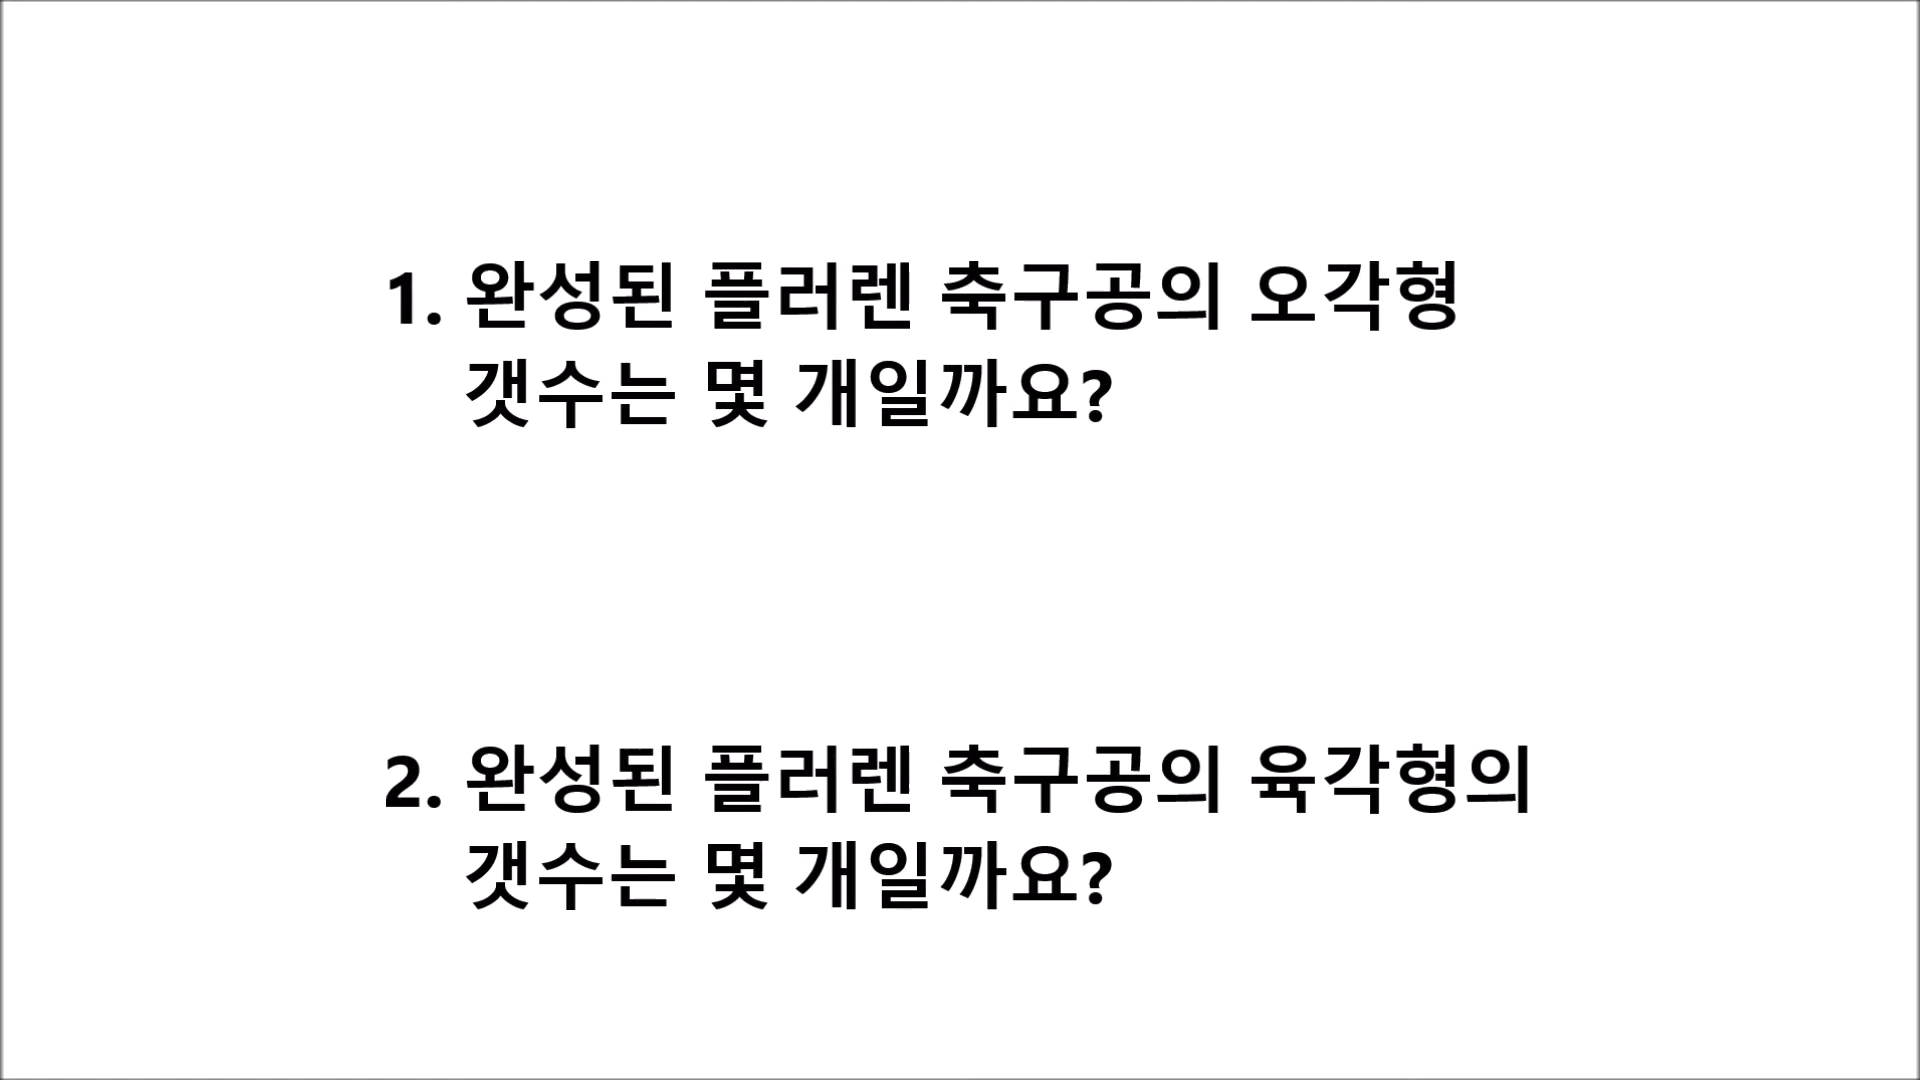 1. 완성된 플러렌 축구공의 오각형
갯수는 몇 개일까요?
2. 완성된 플러렌 축구공의 육각형의
갯수는 몇 개일까요?